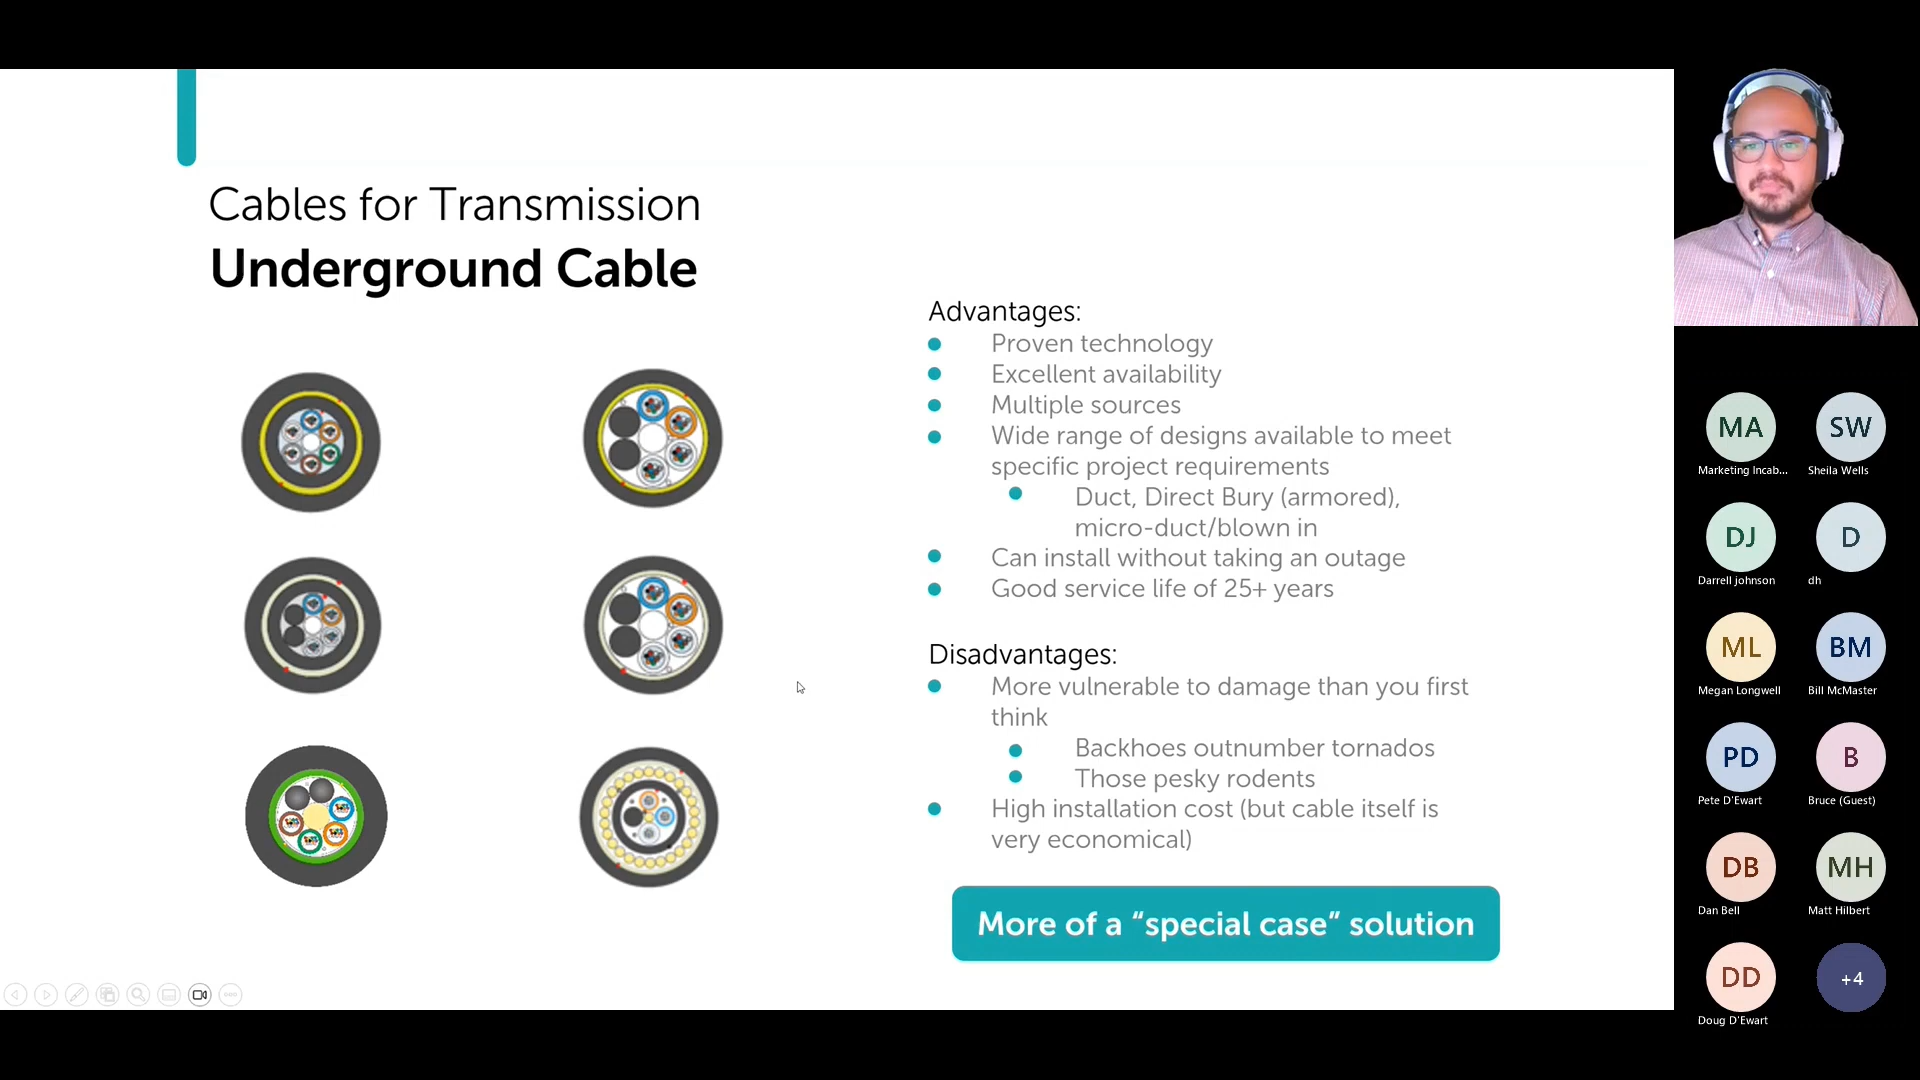 Cables for Transmission
Underground Cable
Advantages:
Proven technology
Excellent availability
Multiple sources
Wide range of designs available to meet
specific project requirements
Duct, Direct Bury (armored),
micro-duct/blown in
Can install without taking an outage
Good service life of 25+ years
Disadvantages:
More vulnerable to damage than you first
think
Backhoes outnumber tornados
Those pesky rodents
High installation cost (but cable itself is
very economical)
More of a “special case” solution
MA
Marketing Incab...
SW
Sheila Wells
DJ
Darrell johnson
D
dh
ML
Megan Longwell
BM
Bill McMaster
PD
Pete D'Ewart
B
Bruce (Guest)
DB
Dan Bell
MH
Matt Hilbert
DD
Doug D'Ewart
+4